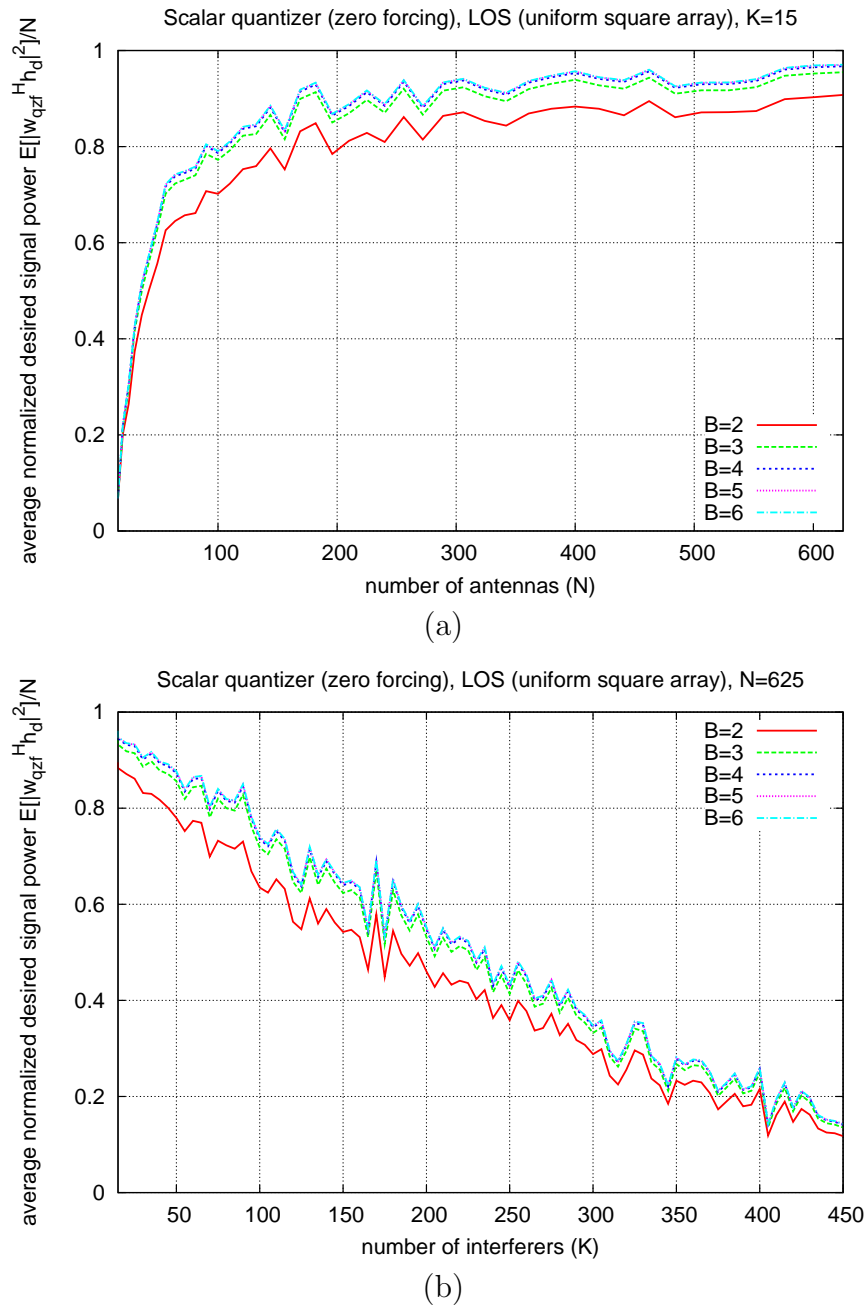 Scalar quantizer (zero forcing), LOS (uniform square array), K=15
average normalized desired signal power E[|w_qzf^H h_d|^2]/N
1
0.8
0.6
0.4
0.2
0
B=2
B=3
B=4
B=5
B=6
100 200 300 400 500 600
number of antennas (N)
(a)
Scalar quantizer (zero forcing), LOS (uniform square array), N=625
average normalized desired signal power E[|w_qzf^H h_d|^2]/N
1
0.8
0.6
0.4
0.2
0
B=2
B=3
B=4
B=5
B=6
50 100 150 200 250 300 350 400 450
number of interferers (K)
(b)